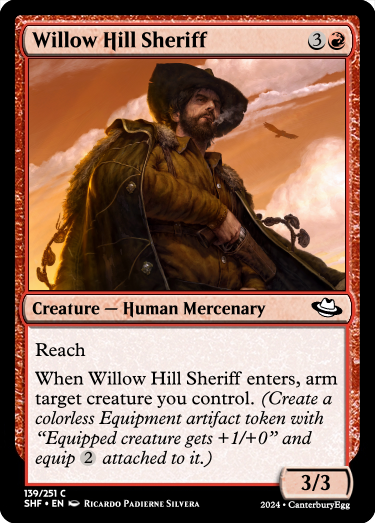 Willow Hill Sheriff 3
Creature — Human Mercenary
Reach
When Willow Hill Sheriff enters, arm
target creature you control. (Create a
colorless Equipment artifact token with
“Equipped creature gets +1/+0” and
equip 2 attached to it.)
3/3
139/251 C
SHF • EN Ricardo Padierne Silvera
2024 • CanterburyEgg